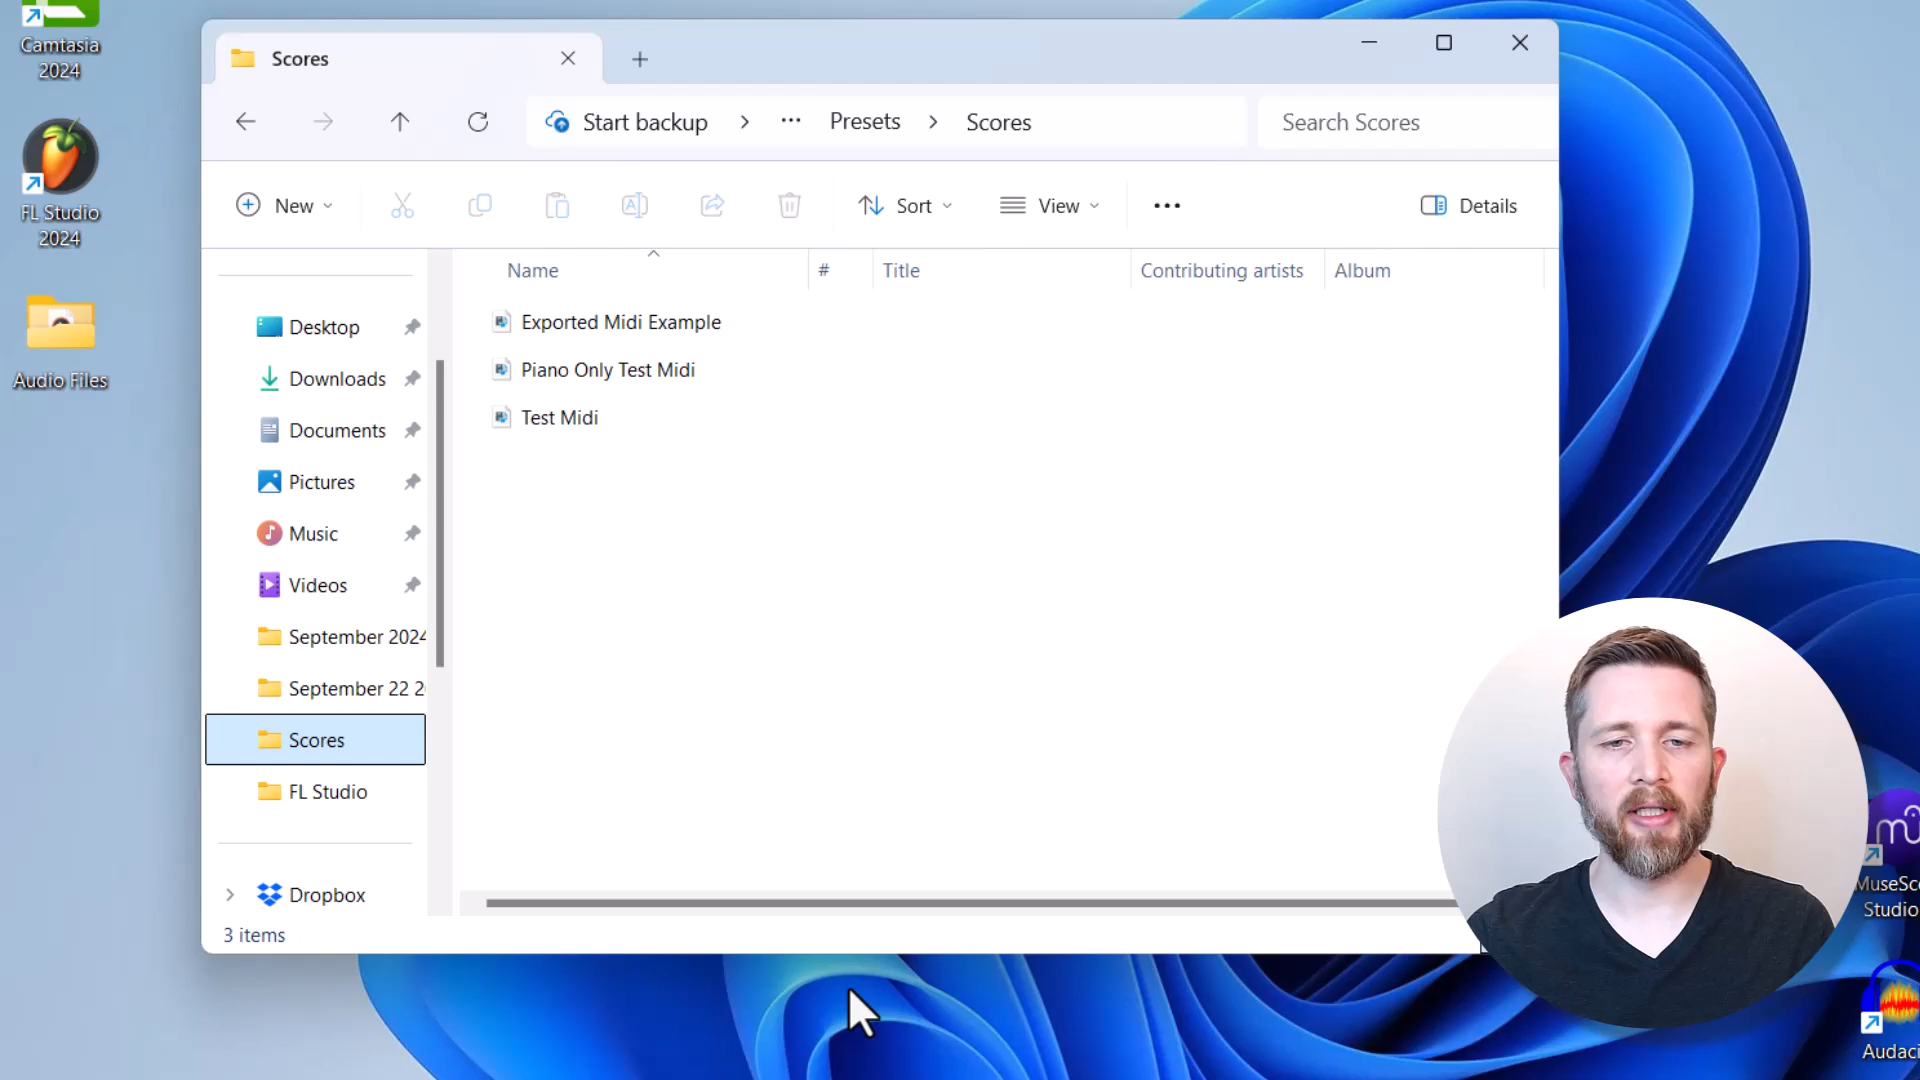 Camtasia
2024
FL Studio
2024
Audio Files
Scores
Start backup
Presets
Scores
Search Scores
New
Sort
View
Details
Name
#
Title
Contributing artists
Album
Exported Midi Example
Piano Only Test Midi
Test Midi
Desktop
Downloads
Documents
Pictures
Music
Videos
September 2024
September 22 2
Scores
FL Studio
Dropbox
3 items
MuseSco
Studio
Audaci